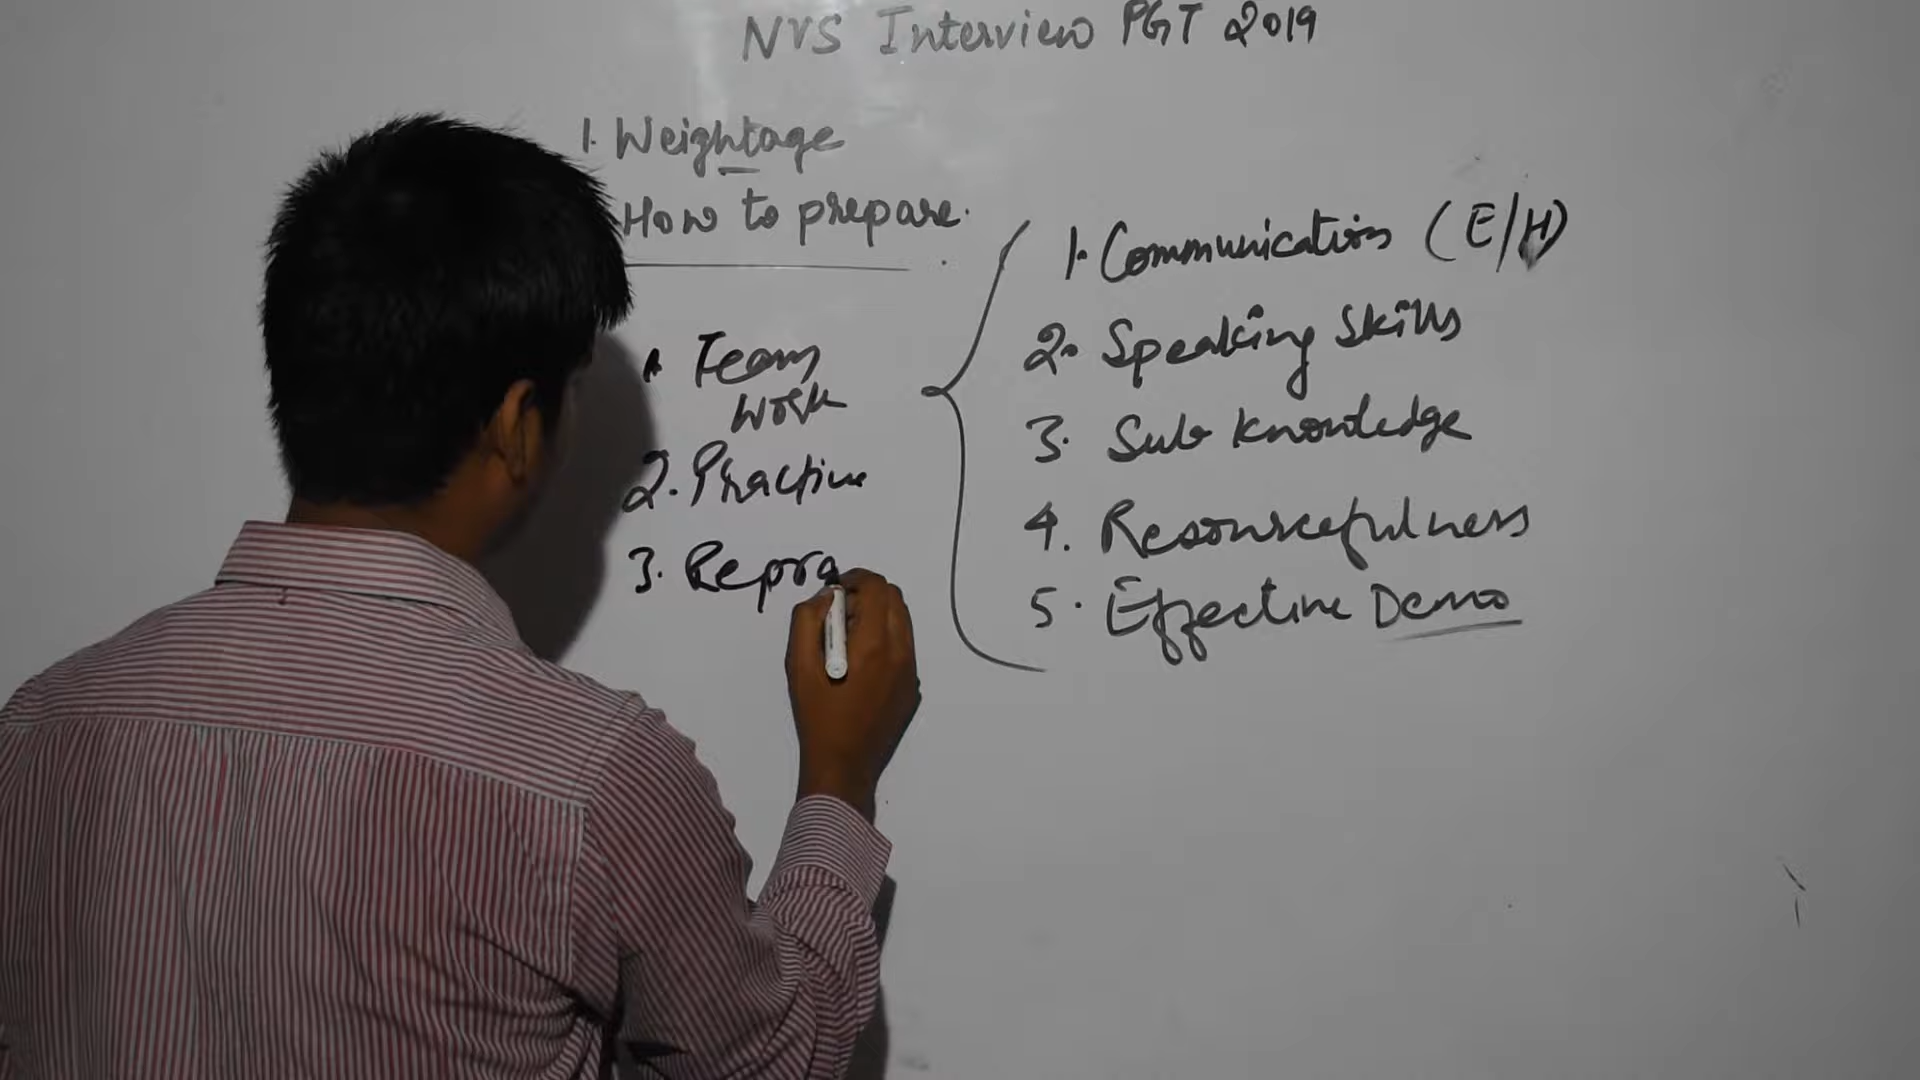 NVS Interview PGT 2019
1. Weightage
How to prepare.
1. Team
Work
2. Practice
3. Repra
1. Communication (E/H)
2. Speaking Skills
3. Sub Knowledge
4. Resourcefulness
5. Effective Demo